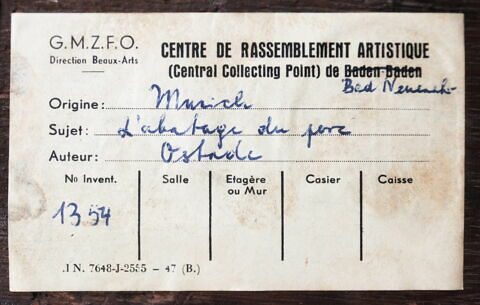 G.M.Z.F.O.
Direction Beaux-Arts
CENTRE DE RASSEMBLEMENT ARTISTIQUE
(Central Collecting Point) de Baden-Baden
Bad
Origine: Munich
Sujet: L'abatage du porc
Auteur: Ostade
No Invent. Salle Etagère ou Mur Casier Caisse
1354
I N. 7648-J-2555 - 47 (B.)